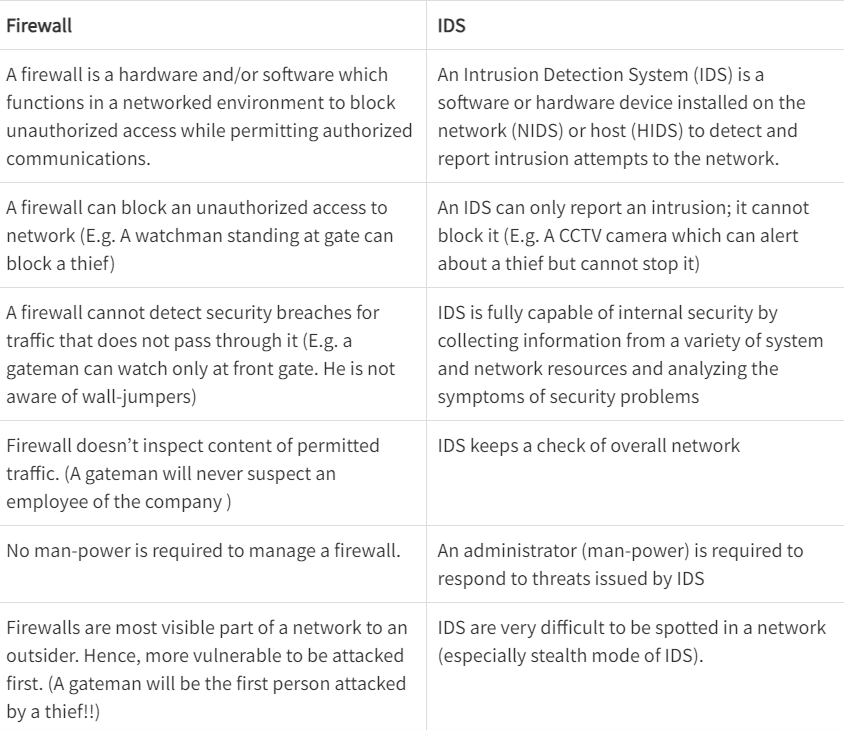 Firewall
IDS
A firewall is a hardware and/or software which
functions in a networked environment to block
unauthorized access while permitting authorized
communications.
An Intrusion Detection System (IDS) is a
software or hardware device installed on the
network (NIDS) or host (HIDS) to detect and
report intrusion attempts to the network.
A firewall can block an unauthorized access to
network (E.g. A watchman standing at gate can
block a thief)
An IDS can only report an intrusion; it cannot
block it (E.g. A CCTV camera which can alert
about a thief but cannot stop it)
A firewall cannot detect security breaches for
traffic that does not pass through it (E.g. a
gateman can watch only at front gate. He is not
aware of wall-jumpers)
IDS is fully capable of internal security by
collecting information from a variety of system
and network resources and analyzing the
symptoms of security problems
Firewall doesn’t inspect content of permitted
traffic. (A gateman will never suspect an
employee of the company )
IDS keeps a check of overall network
No man-power is required to manage a firewall.
An administrator (man-power) is required to
respond to threats issued by IDS
Firewalls are most visible part of a network to an
outsider. Hence, more vulnerable to be attacked
first. (A gateman will be the first person attacked
by a thief!!)
IDS are very difficult to be spotted in a network
(especially stealth mode of IDS).